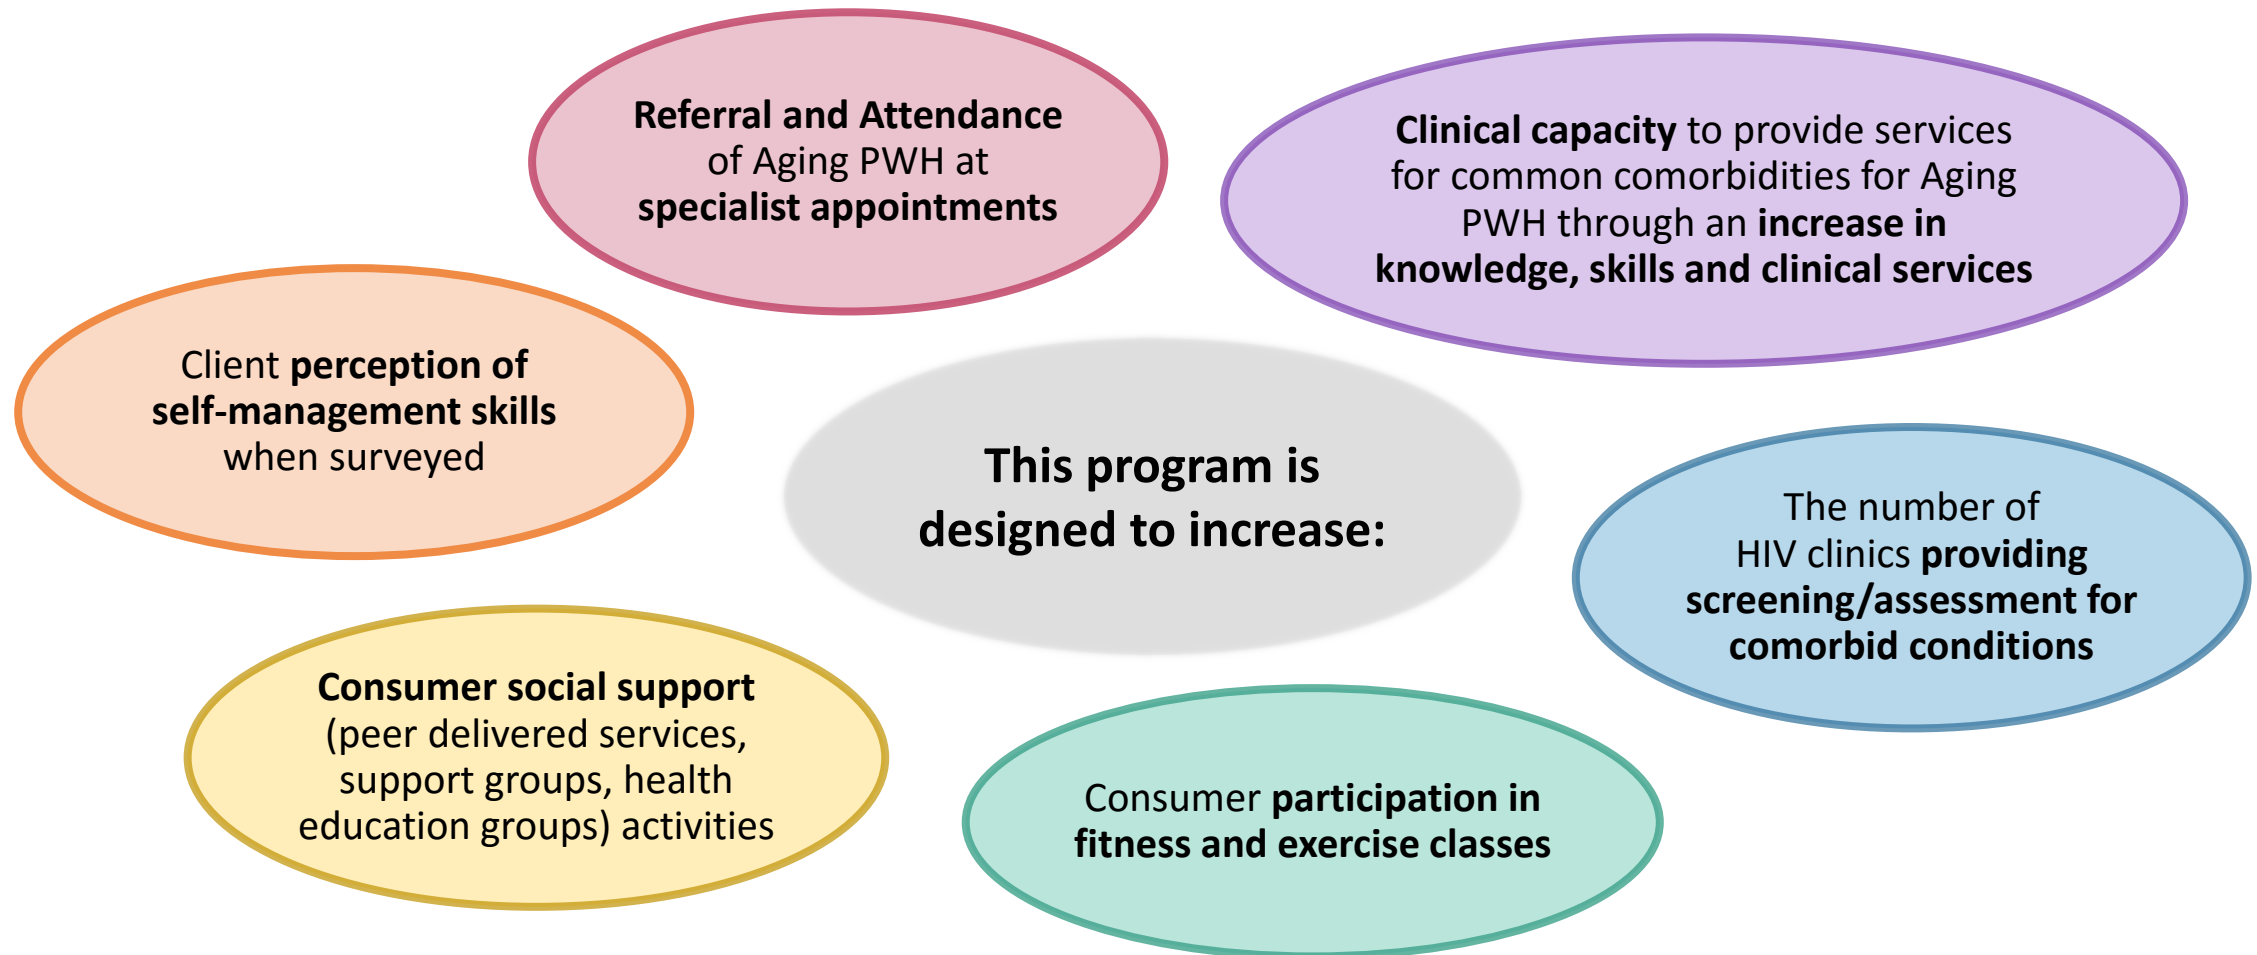 Referral and Attendance
of Aging PWH at
specialist appointments
Clinical capacity to provide services
for common comorbidities for Aging
PWH through an increase in
knowledge, skills and clinical services
Client perception of
self-management skills
when surveyed
This program is
designed to increase:
The number of
HIV clinics providing
screening/assessment for
comorbid conditions
Consumer social support
(peer delivered services,
support groups, health
education groups) activities
Consumer participation in
fitness and exercise classes